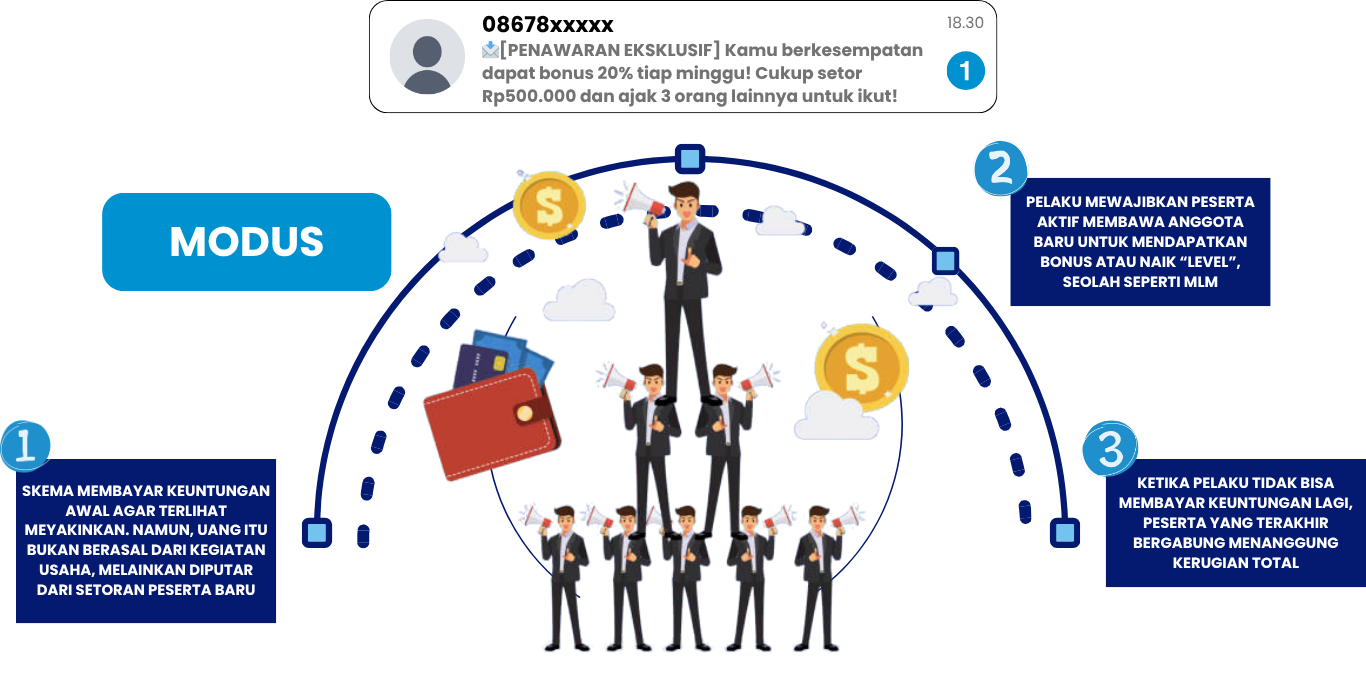 08678xxxxx
18.30
[PENAWARAN EKSKLUSIF] Kamu berkesempatan
dapat bonus 20% tiap minggu! Cukup setor
Rp500.000 dan ajak 3 orang lainnya untuk ikut!
1
MODUS
1
SKEMA MEMBAYAR KEUNTUNGAN
AWAL AGAR TERLIHAT
MEYAKINKAN. NAMUN, UANG ITU
BUKAN BERASAL DARI KEGIATAN
USAHA, MELAINKAN DIPUTAR
DARI SETORAN PESERTA BARU
2
PELAKU MEWAJIBKAN PESERTA
AKTIF MEMBAWA ANGGOTA
BARU UNTUK MENDAPATKAN
BONUS ATAU NAIK “LEVEL”,
SEOLAH SEPERTI MLM
3
KETIKA PELAKU TIDAK BISA
MEMBAYAR KEUNTUNGAN LAGI,
PESERTA YANG TERAKHIR
BERGABUNG MENANGGUNG
KERUGIAN TOTAL
$
$